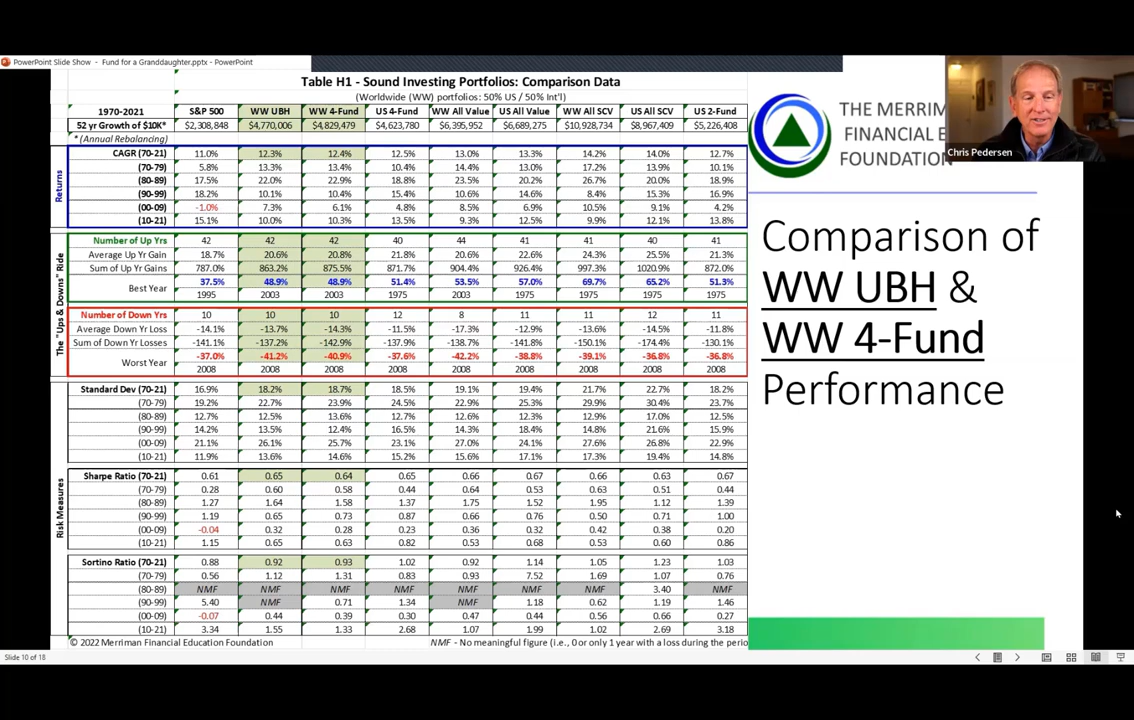 PowerPoint Slide Show - Fund for a Granddaughter.pptx - PowerPoint
Table H1 - Sound Investing Portfolios: Comparison Data
(Worldwide (WW) portfolios: 50% US / 50% Int'l)
1970-2021 S&P 500 WW UBH WW 4-Fund US 4-Fund WW All Value US All Value WW All SCV US All SCV US 2-Fund
52 yr Growth of $10K* $2,308,848 $4,770,006 $4,829,479 $4,623,780 $6,395,952 $6,689,275 $10,928,734 $8,967,409 $5,226,408
*(Annual Rebalancing)
Returns
CAGR (70-21) 11.0% 12.3% 12.4% 12.5% 13.0% 13.3% 14.2% 14.0% 12.7%
(70-79) 5.8% 13.3% 13.4% 10.4% 14.4% 13.0% 17.2% 13.9% 10.1%
(80-89) 17.5% 22.0% 22.9% 18.8% 23.5% 20.2% 26.7% 20.0% 18.9%
(90-99) 18.2% 10.1% 10.4% 15.4% 10.6% 14.6% 8.4% 15.3% 16.9%
(00-09) -1.0% 7.3% 6.1% 4.8% 8.5% 6.9% 10.5% 9.1% 4.2%
(10-21) 15.1% 10.0% 10.3% 13.5% 9.3% 12.5% 9.9% 12.1% 13.8%
The "Ups & Downs" Ride
Number of Up Yrs 42 42 42 40 44 41 41 40 41
Average Up Yr Gain 18.7% 20.6% 20.8% 21.8% 20.6% 22.6% 24.3% 25.5% 21.3%
Sum of Up Yr Gains 787.0% 863.2% 875.5% 871.7% 904.4% 926.4% 997.3% 1020.9% 872.0%
Best Year 37.5% 48.9% 48.9% 51.4% 53.5% 57.0% 69.7% 65.2% 51.3%
1995 2003 2003 1975 2003 1975 1975 1975 1975
Number of Down Yrs 10 10 10 12 8 11 11 12 11
Average Down Yr Loss -14.1% -13.7% -14.3% -11.5% -17.3% -12.9% -13.6% -14.5% -11.8%
Sum of Down Yr Losses -141.1% -137.2% -142.9% -137.9% -138.7% -141.8% -150.1% -174.4% -130.1%
Worst Year -37.0% -41.2% -40.9% -37.6% -42.2% -38.8% -39.1% -36.8% -36.8%
2008 2008 2008 2008 2008 2008 2008 2008 2008
Risk Measures
Standard Dev (70-21) 16.9% 18.2% 18.7% 18.5% 19.1% 19.4% 21.7% 22.7% 18.2%
(70-79) 19.2% 22.7% 23.9% 24.5% 22.9% 25.3% 29.9% 30.4% 23.7%
(80-89) 12.7% 12.5% 13.6% 12.7% 12.6% 12.3% 12.9% 17.0% 12.5%
(90-99) 14.2% 13.5% 12.4% 16.5% 14.3% 18.4% 14.8% 21.6% 15.9%
(00-09) 21.1% 26.1% 25.7% 23.1% 27.0% 24.1% 27.6% 26.8% 22.9%
(10-21) 11.9% 13.6% 14.6% 15.2% 15.6% 17.1% 17.3% 19.4% 14.8%
Sharpe Ratio (70-21) 0.61 0.65 0.64 0.65 0.66 0.67 0.66 0.63 0.67
(70-79) 0.28 0.60 0.58 0.44 0.64 0.53 0.63 0.51 0.44
(80-89) 1.27 1.64 1.58 1.37 1.75 1.52 1.95 1.12 1.39
(90-99) 1.19 0.65 0.73 0.87 0.66 0.76 0.50 0.71 1.00
(00-09) -0.04 0.32 0.28 0.23 0.36 0.32 0.42 0.38 0.20
(10-21) 1.15 0.65 0.63 0.82 0.53 0.68 0.53 0.60 0.86
Sortino Ratio (70-21) 0.88 0.92 0.93 1.02 0.92 1.14 1.05 1.23 1.03
(70-79) 0.56 1.12 1.31 0.83 0.93 7.52 1.69 1.07 0.76
(80-89) NMF NMF NMF NMF NMF NMF NMF 3.40 NMF
(90-99) 5.40 NMF 0.71 1.34 NMF 1.18 0.62 1.19 1.46
(00-09) -0.07 0.44 0.39 0.30 0.47 0.44 0.56 0.66 0.27
(10-21) 3.34 1.55 1.33 2.68 1.07 1.99 1.02 2.69 3.18
© 2022 Merriman Financial Education Foundation NMF - No meaningful figure (i.e., 0 or only 1 year with a loss during the perio
THE MERRIM
FINANCIAL E
FOUNDATION
Chris Pedersen
Comparison of
WW UBH &
WW 4-Fund
Performance
Slide 10 of 18